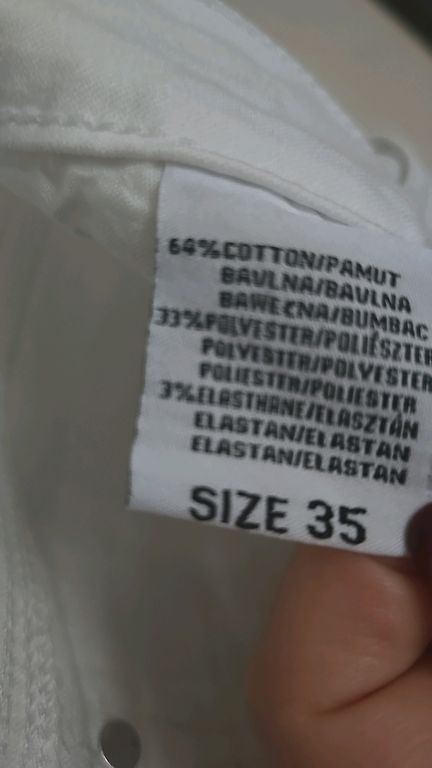 64%COTTON/PAMUT
BAVLNA/BAVLNA
BAWEŁNA/BUMBAC
33%POLYESTER/POLIÉSZTER
POLYESTER/POLYESTER
POLIESTER/POLIESTER
3%ELASTHANE/ELASZTÁN
ELASTAN/ELASTAN
ELASTAN/ELASTAN
SIZE 35